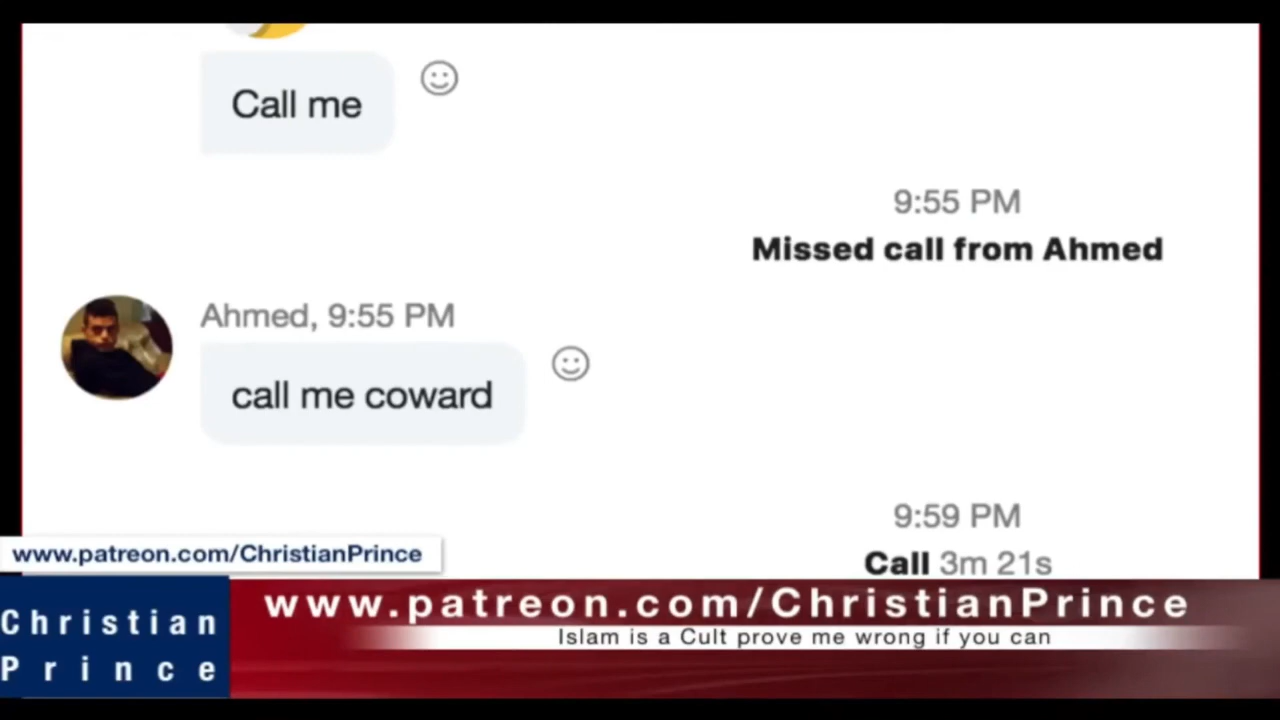 Call me
9:55 PM
Missed call from Ahmed
Ahmed, 9:55 PM
call me coward
9:59 PM
Call 3m 21s
www.patreon.com/ChristianPrince
Christian
Prince
www.patreon.com/ChristianPrince
Islam is a Cult prove me wrong if you can